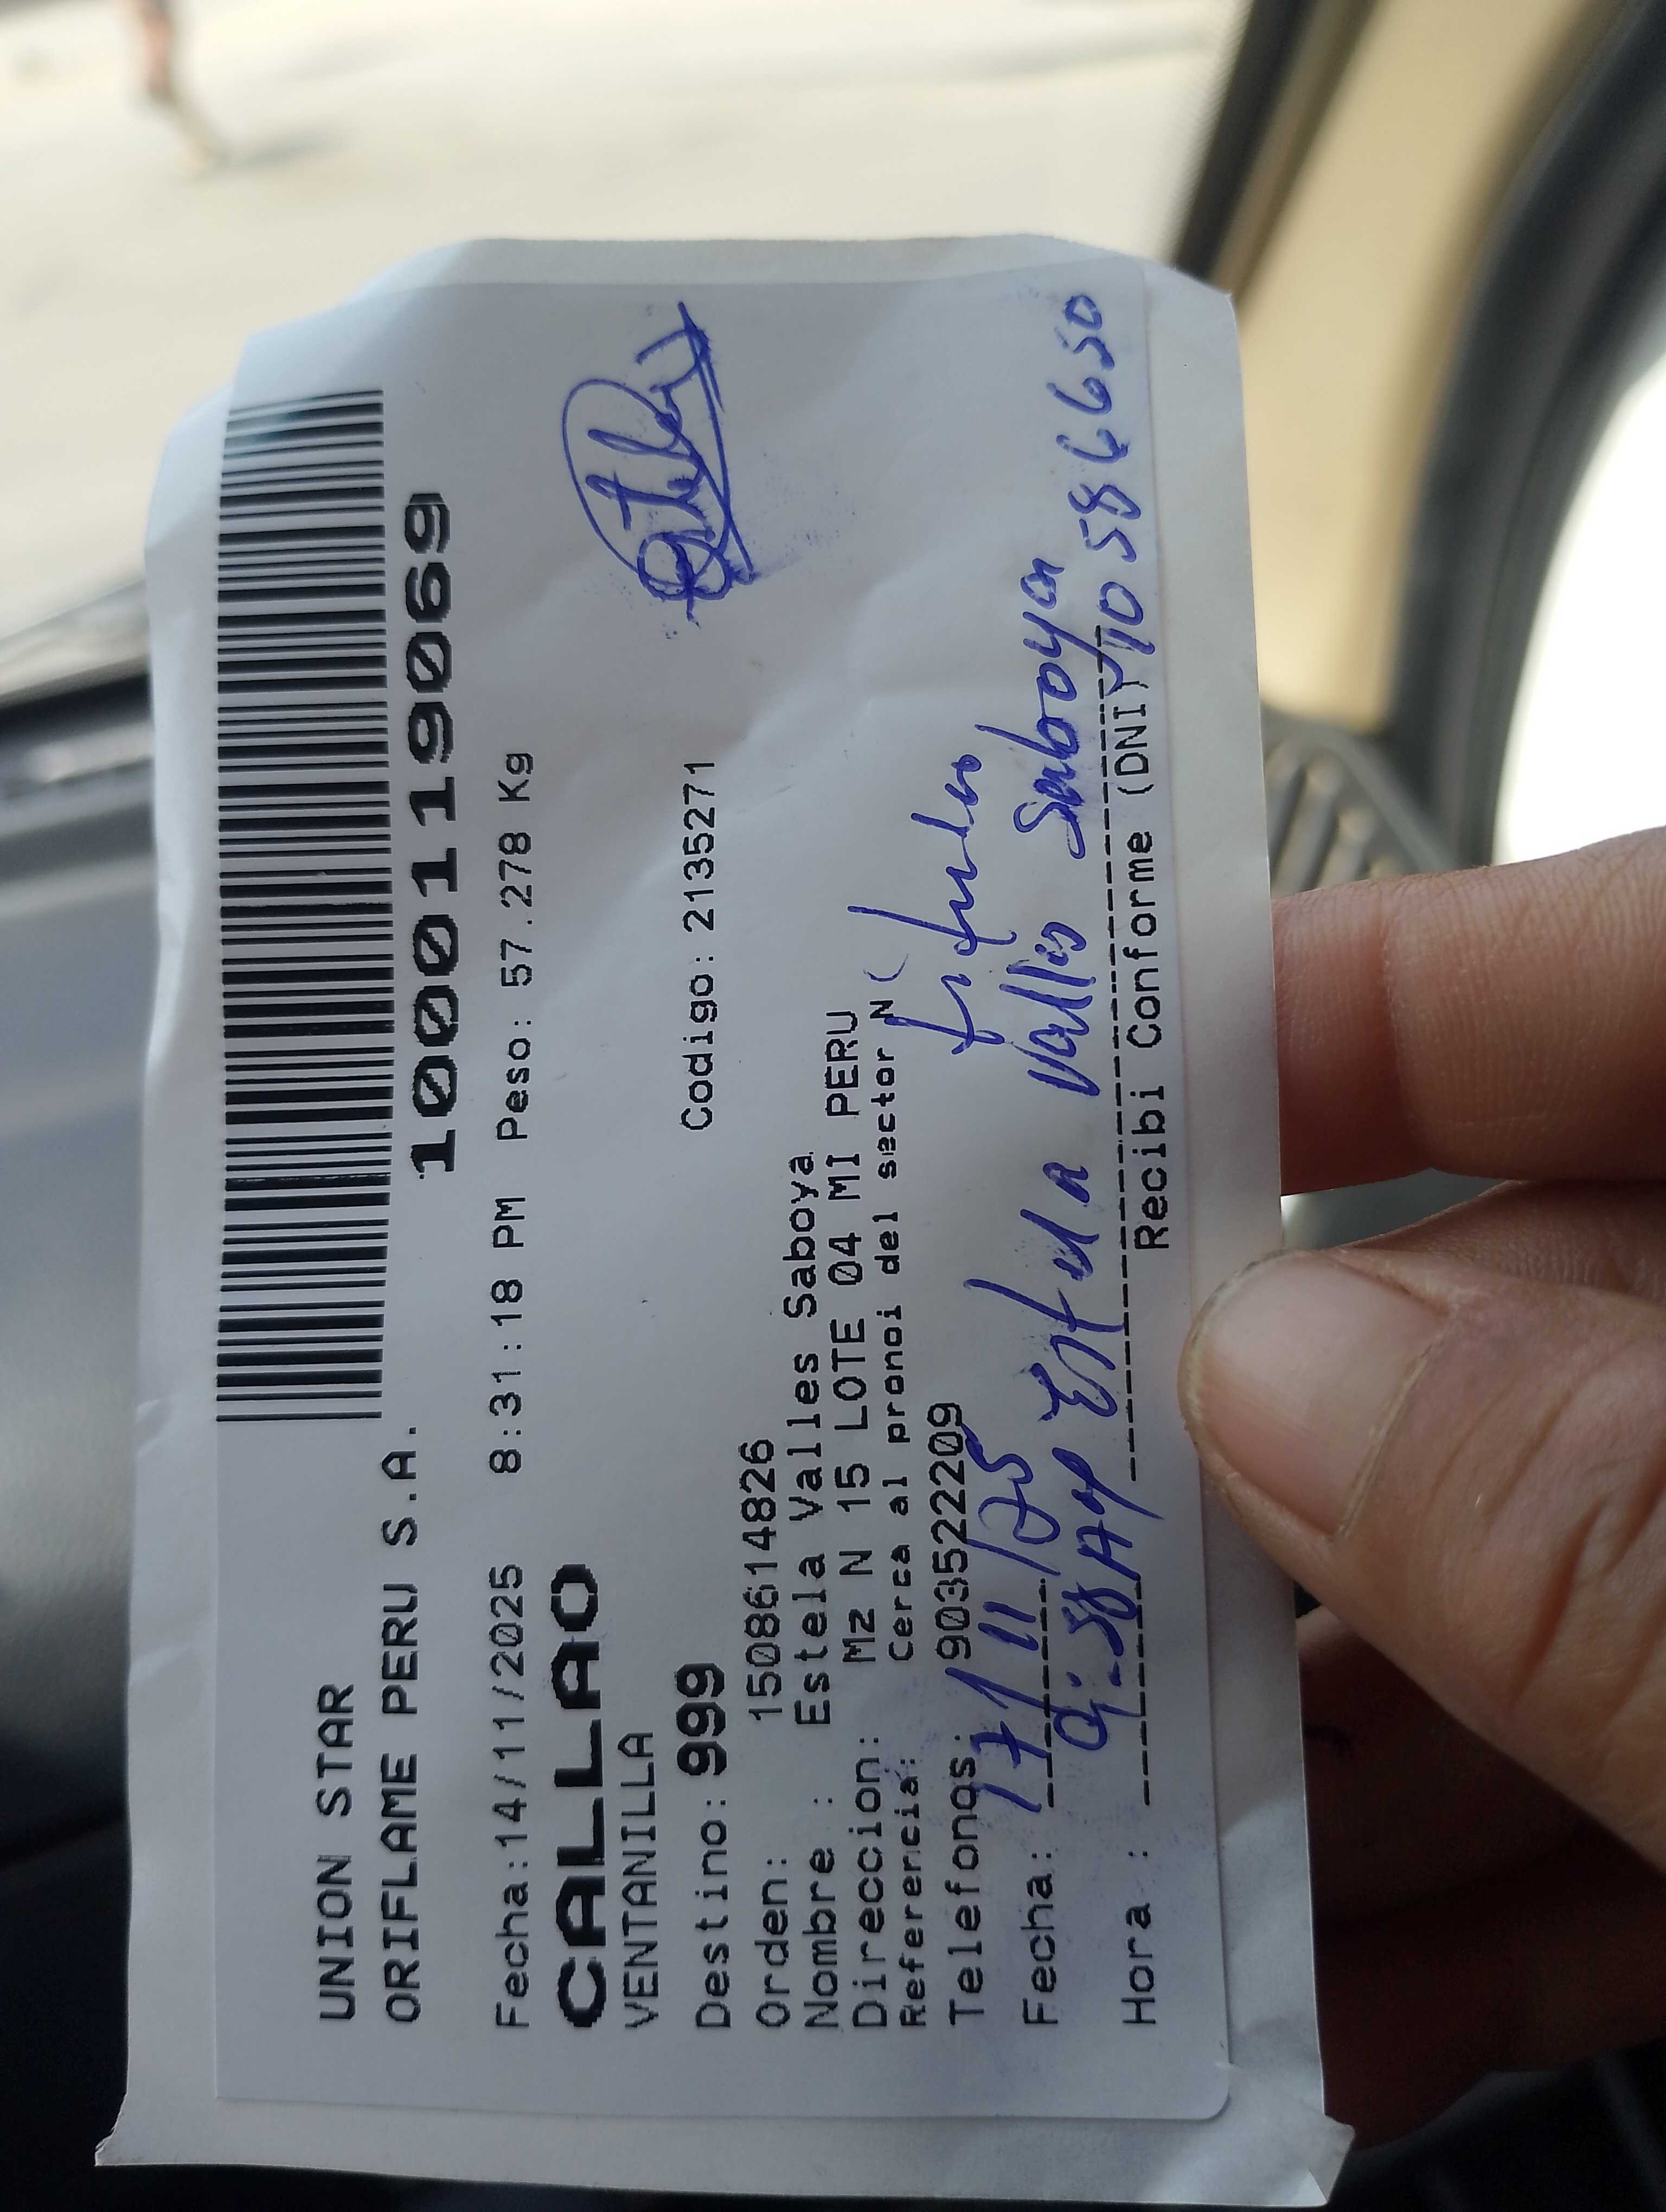 UNION STAR
ORIFLAME PERU S.A.
10001119069
Fecha:14/11/2025 8:31:18 PM Peso: 57.278 Kg
CALLAO
VENTANILLA
Destino: 999 Codigo: 2135271
Orden: 1508614826
Nombre : Estela Valles Saboya
Direccion: Mz N 15 LOTE 04 MI PERU
Referencia: Cerca al pronoi del sector N
Telefonos: 903522209
titular
Fecha: 17/11/25
Estela Valles Saboya
Hora : 9:58 AM
Recibi Conforme (DNI) 10586650